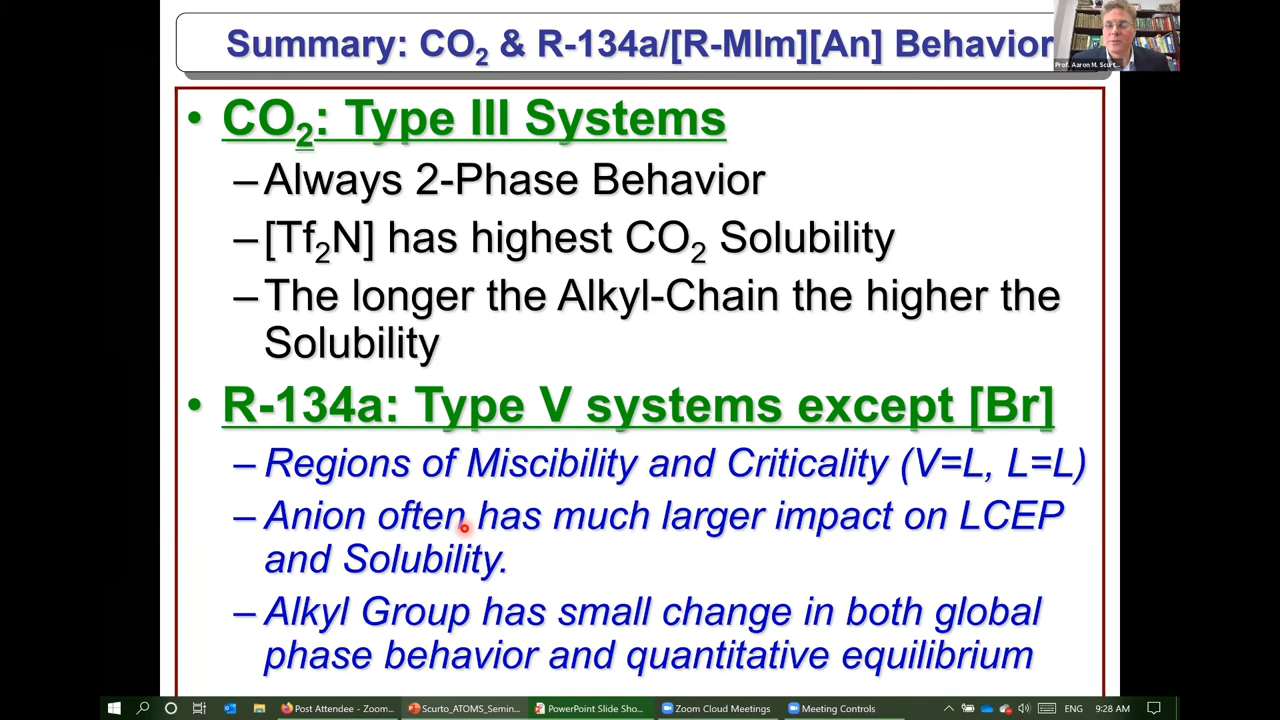 Summary: CO2 & R-134a/[R-MIm][An] Behavior
Prof. Aaron M. Scurt...
• CO2: Type III Systems
–Always 2-Phase Behavior
–[Tf2N] has highest CO2 Solubility
–The longer the Alkyl-Chain the higher the
Solubility
• R-134a: Type V systems except [Br]
–Regions of Miscibility and Criticality (V=L, L=L)
–Anion often has much larger impact on LCEP
and Solubility.
–Alkyl Group has small change in both global
phase behavior and quantitative equilibrium
Post Attendee - Zoom...
Scurto_ATOMS_Semin...
PowerPoint Slide Sho...
Zoom Cloud Meetings
Meeting Controls
ENG
9:28 AM